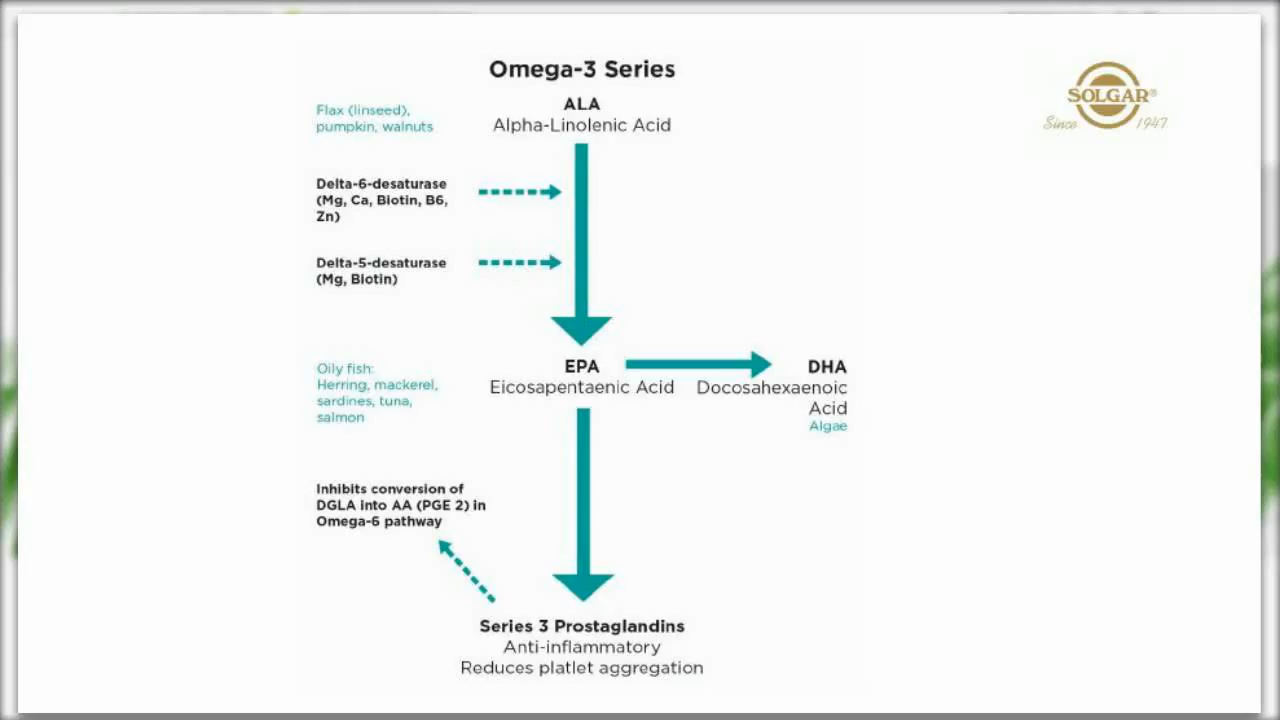 Omega-3 Series
SOLGAR®
Since 1947
ALA
Alpha-Linolenic Acid
Flax (linseed),
pumpkin, walnuts
Delta-6-desaturase
(Mg, Ca, Biotin, B6,
Zn)
Delta-5-desaturase
(Mg, Biotin)
EPA
Eicosapentaenic Acid
DHA
Docosahexaenoic
Acid
Algae
Oily fish:
Herring, mackerel,
sardines, tuna,
salmon
Inhibits conversion of
DGLA into AA (PGE 2) in
Omega-6 pathway
Series 3 Prostaglandins
Anti-inflammatory
Reduces platlet aggregation